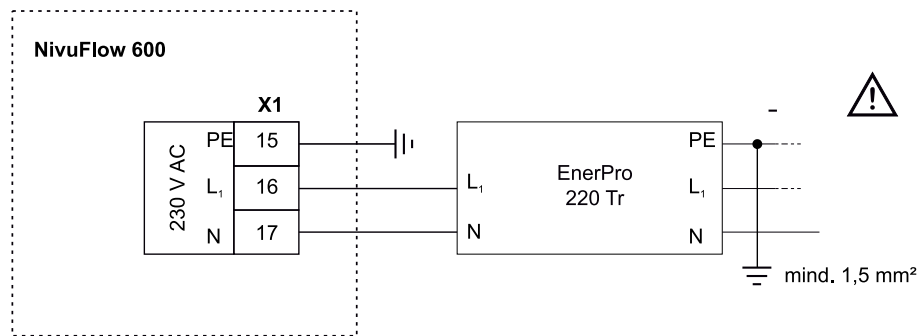 NivuFlow 600
X1
230 V AC
PE 15
L₁ 16
N 17
L₁
N
EnerPro
220 Tr
PE
L₁
N
-
mind. 1,5 mm²
!